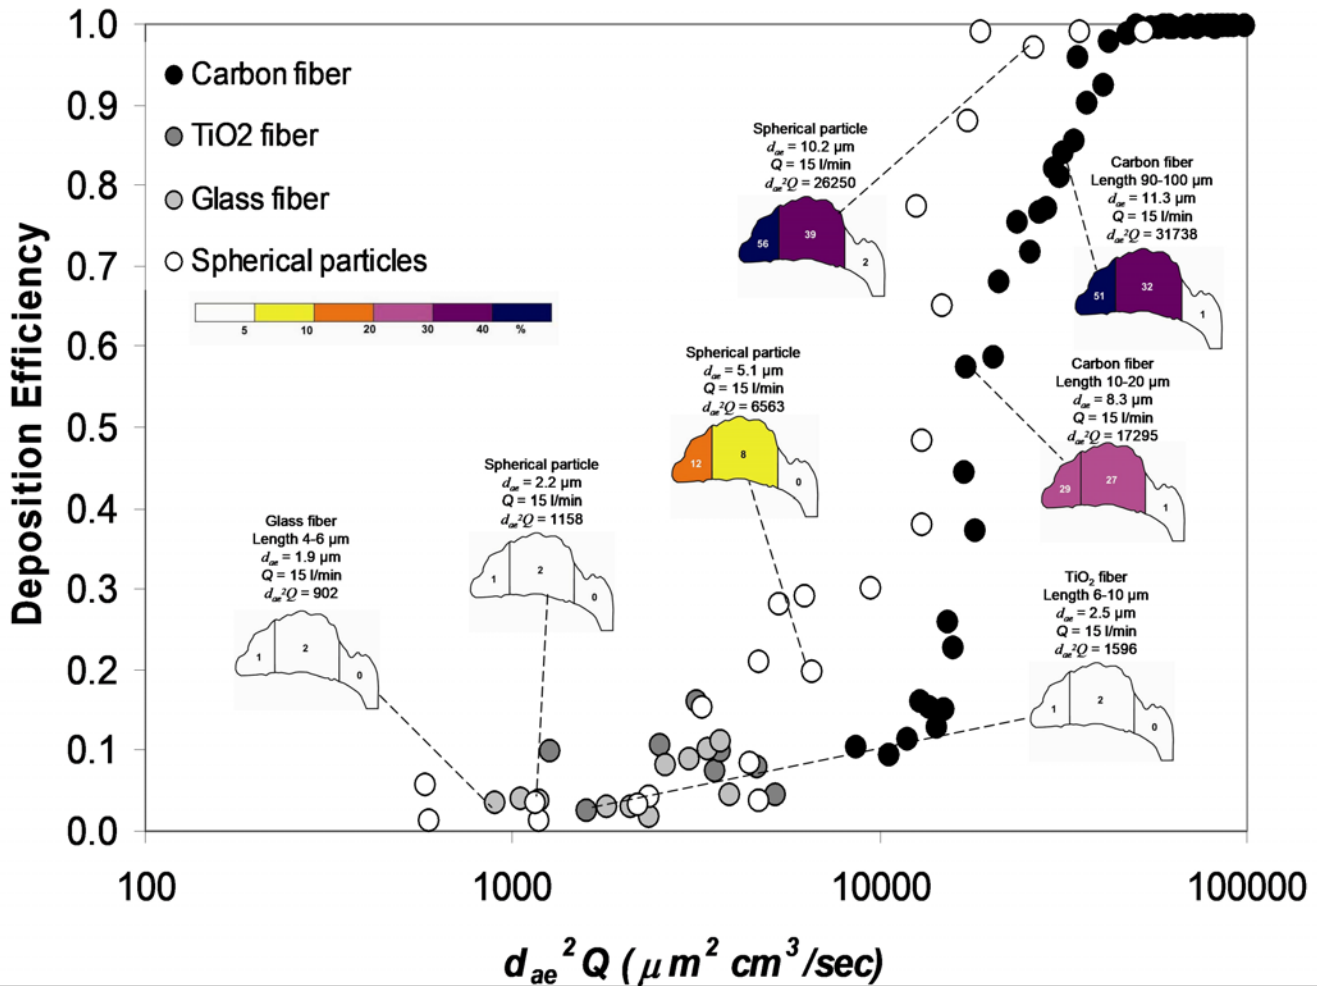 1.0
0.9
0.8
0.7
0.6
0.5
0.4
0.3
0.2
0.1
0.0
Deposition Efficiency
Carbon fiber
TiO2 fiber
Glass fiber
Spherical particles
5 10 20 30 40 %
Spherical particle
dae = 10.2 µm
Q = 15 l/min
dae²Q = 26250
56 39 2
Carbon fiber
Length 90-100 µm
dae = 11.3 µm
Q = 15 l/min
dae²Q = 31738
51 32 1
Spherical particle
dae = 5.1 µm
Q = 15 l/min
dae²Q = 6563
12 8 0
Carbon fiber
Length 10-20 µm
dae = 8.3 µm
Q = 15 l/min
dae²Q = 17295
29 27 1
Spherical particle
dae = 2.2 µm
Q = 15 l/min
dae²Q = 1158
1 2 0
Glass fiber
Length 4-6 µm
dae = 1.9 µm
Q = 15 l/min
dae²Q = 902
1 2 0
TiO₂ fiber
Length 6-10 µm
dae = 2.5 µm
Q = 15 l/min
dae²Q = 1596
1 2 0
100 1000 10000 100000
dae ² Q ( µ m² cm³/sec)